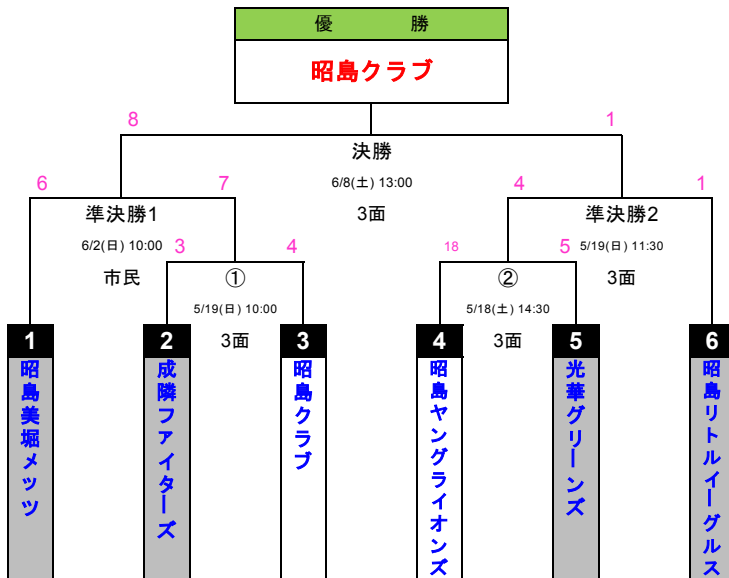 優 勝
昭島クラブ
8 1
決勝
6/8(土) 13:00
3面
6 7 4 1
準決勝1 準決勝2
6/2(日) 10:00 3 4 18 5 5/19(日) 11:30
市民 ① ② 3面
5/19(日) 10:00 5/18(土) 14:30
3面 3面
1 2 3 4 5 6
昭島美堀メッツ
成隣ファイターズ
昭島クラブ
昭島ヤングライオンズ
光華グリーンズ
昭島リトルイーグルス